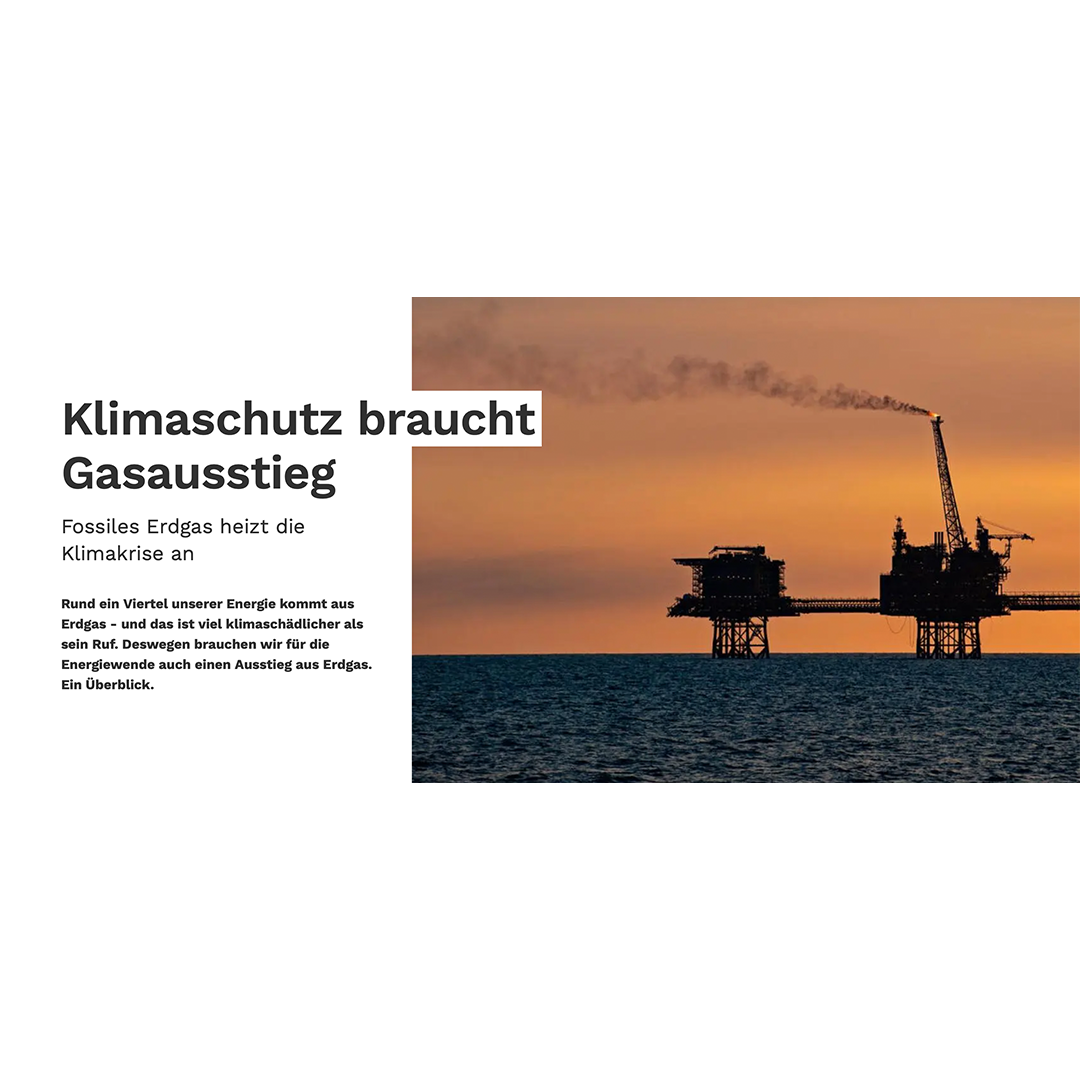 Klimaschutz braucht
Gasausstieg
Fossiles Erdgas heizt die
Klimakrise an
Rund ein Viertel unserer Energie kommt aus
Erdgas - und das ist viel klimaschädlicher als
sein Ruf. Deswegen brauchen wir für die
Energiewende auch einen Ausstieg aus Erdgas.
Ein Überblick.